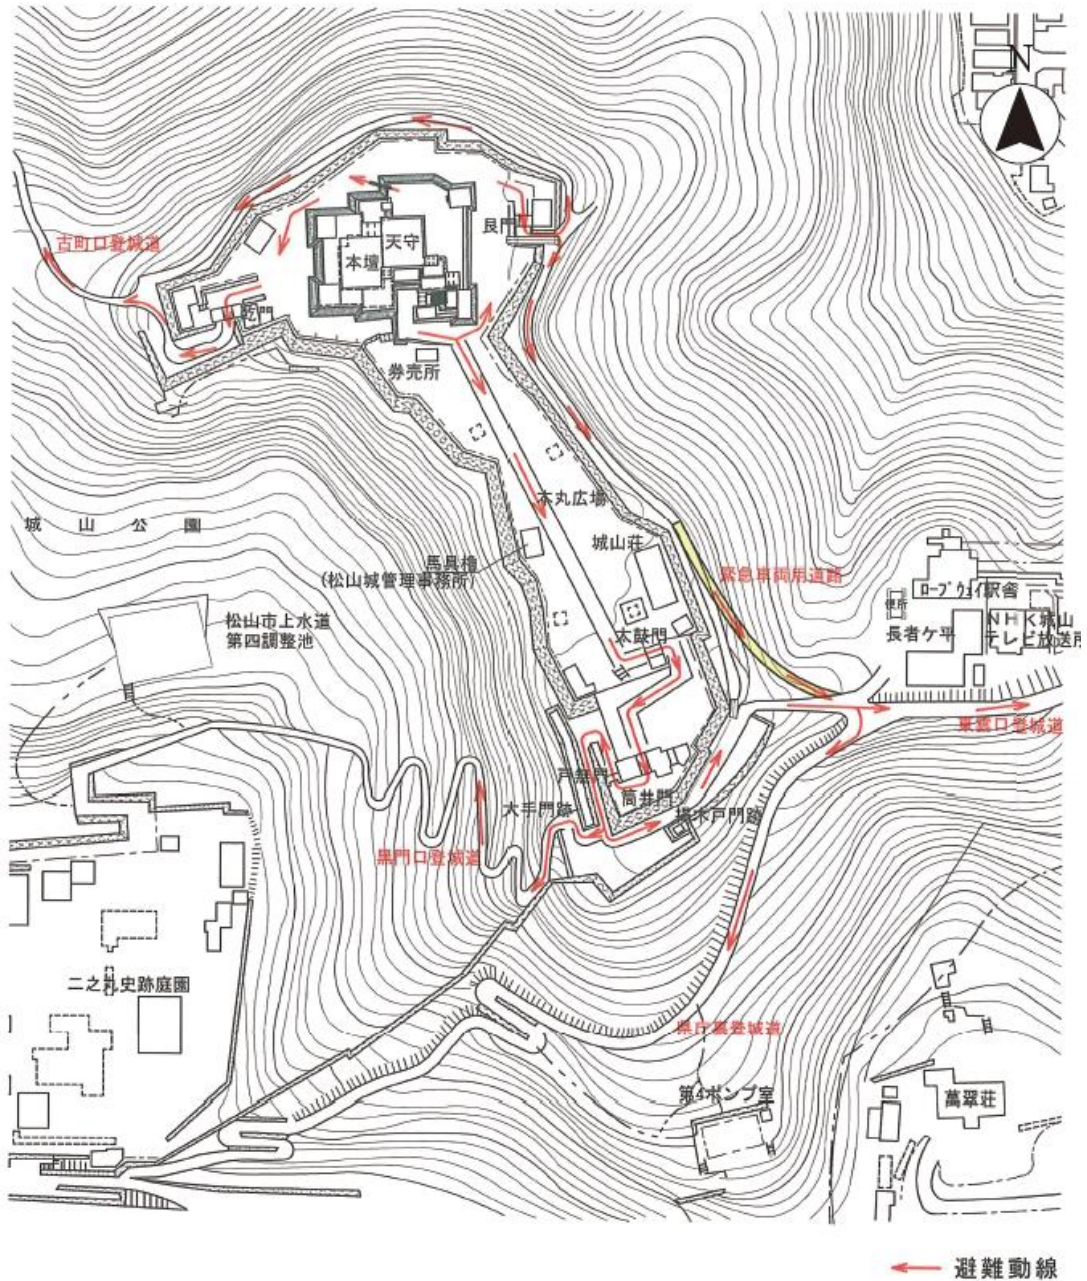 N
古町口登城道
艮門
天守
本壇
乾門
券売所
本丸広場
城山公園
馬具櫓
(松山城管理事務所)
城山荘
緊急車両用道路
ロープウェイ駅舎
便所
長者ケ平
NHK城山
テレビ放送所
松山市上水道
第四調整池
太鼓門
東雲口登城道
戸無門
筒井門
大手門跡
揚木戸門跡
黒門口登城道
二之丸史跡庭園
県庁裏登城道
第4ポンプ室
萬翠荘
避難動線